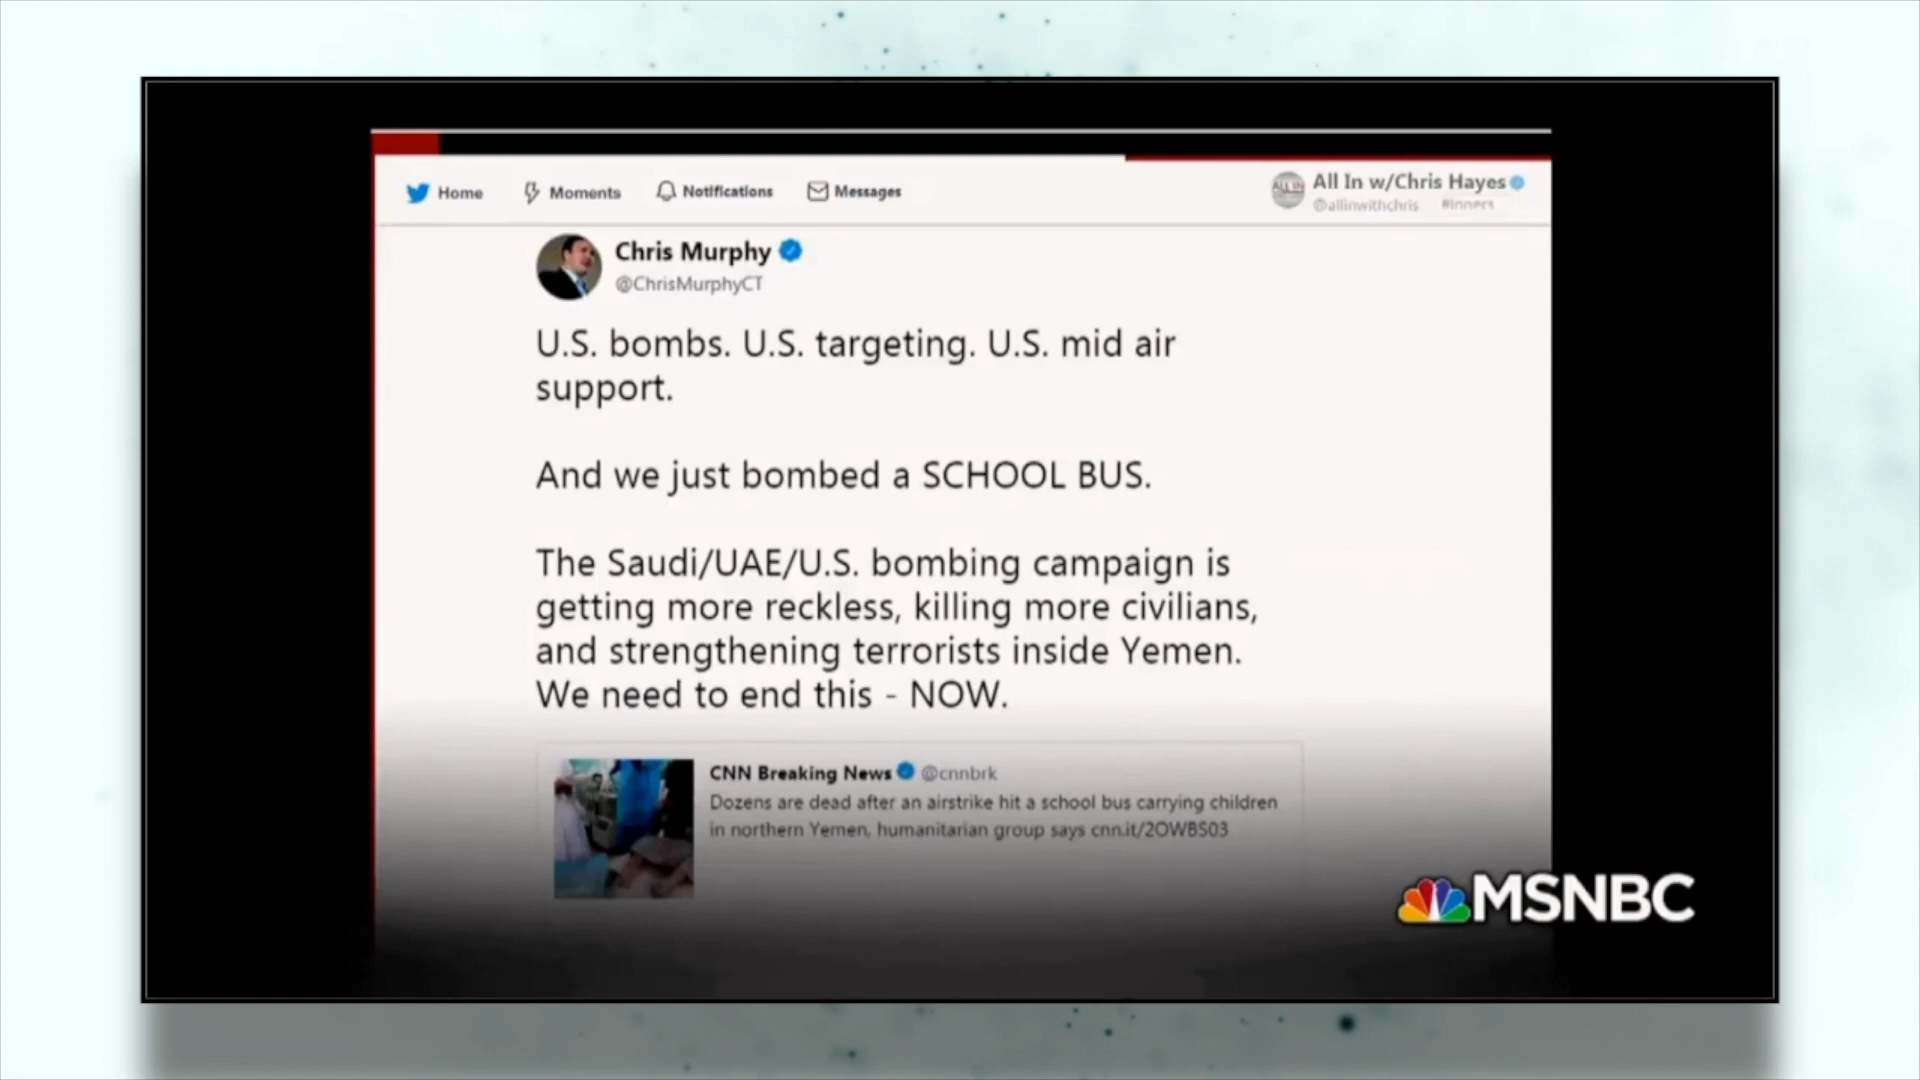 Home Moments Notifications Messages
All In w/Chris Hayes
@allinwithchris
ALL IN
Chris Murphy
@ChrisMurphyCT
U.S. bombs. U.S. targeting. U.S. mid air
support.
And we just bombed a SCHOOL BUS.
The Saudi/UAE/U.S. bombing campaign is
getting more reckless, killing more civilians,
and strengthening terrorists inside Yemen.
We need to end this - NOW.
CNN Breaking News @cnnbrk
Dozens are dead after an airstrike hit a school bus carrying children
in northern Yemen, humanitarian group says cnn.it/2OWBS03
MSNBC